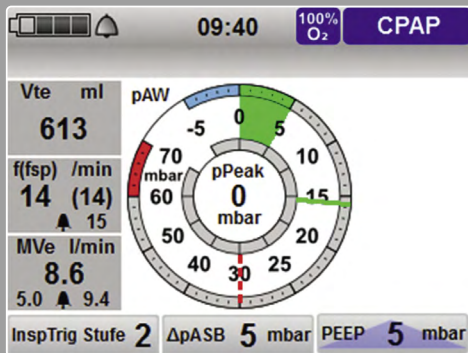 09:40 100% O₂ CPAP
Vte ml
613
f(fsp) /min
14 (14)
15
MVe l/min
8.6
5.0 9.4
pAW
-5 0 5
10
15
20
25
30
40
50
60
70
mbar
pPeak
0
mbar
InspTrig Stufe 2 ΔpASB 5 mbar PEEP 5 mbar